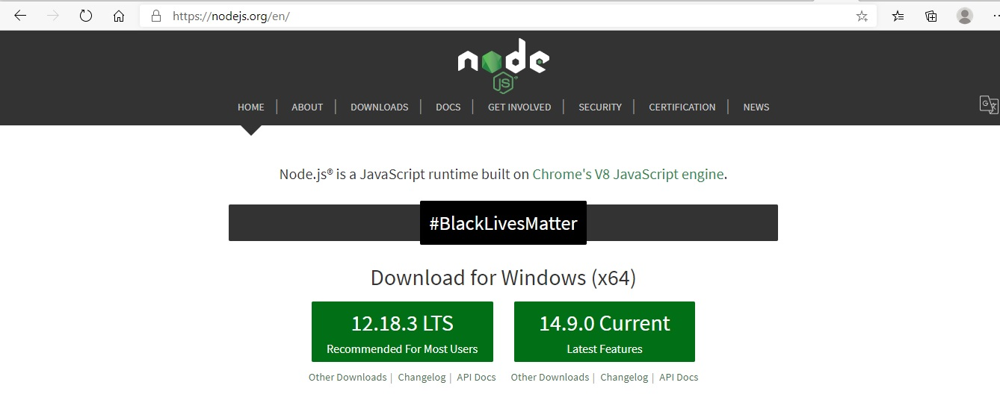 https://nodejs.org/en/
node
JS
HOME | ABOUT | DOWNLOADS | DOCS | GET INVOLVED | SECURITY | CERTIFICATION | NEWS
Node.js® is a JavaScript runtime built on Chrome's V8 JavaScript engine.
#BlackLivesMatter
Download for Windows (x64)
12.18.3 LTS
Recommended For Most Users
14.9.0 Current
Latest Features
Other Downloads | Changelog | API Docs
Other Downloads | Changelog | API Docs